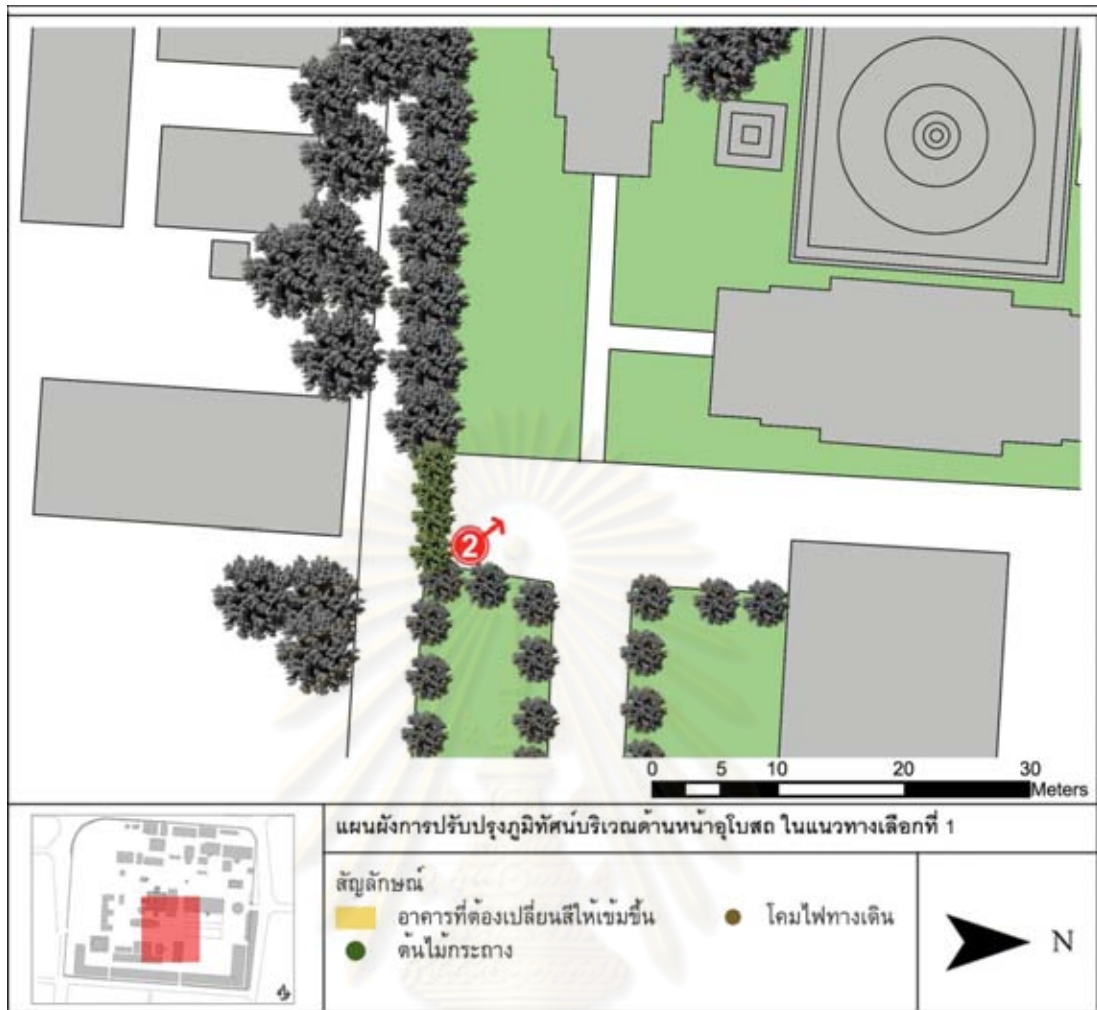 2
0 5 10 20 30
Meters
แผนผังการปรับปรุงภูมิทัศน์บริเวณด้านหน้าอุโบสถ ในแนวทางเลือกที่ 1
สัญลักษณ์
อาคารที่ต้องเปลี่ยนสีให้เข้มขึ้น
โคมไฟทางเดิน
ต้นไม้กระถาง
N